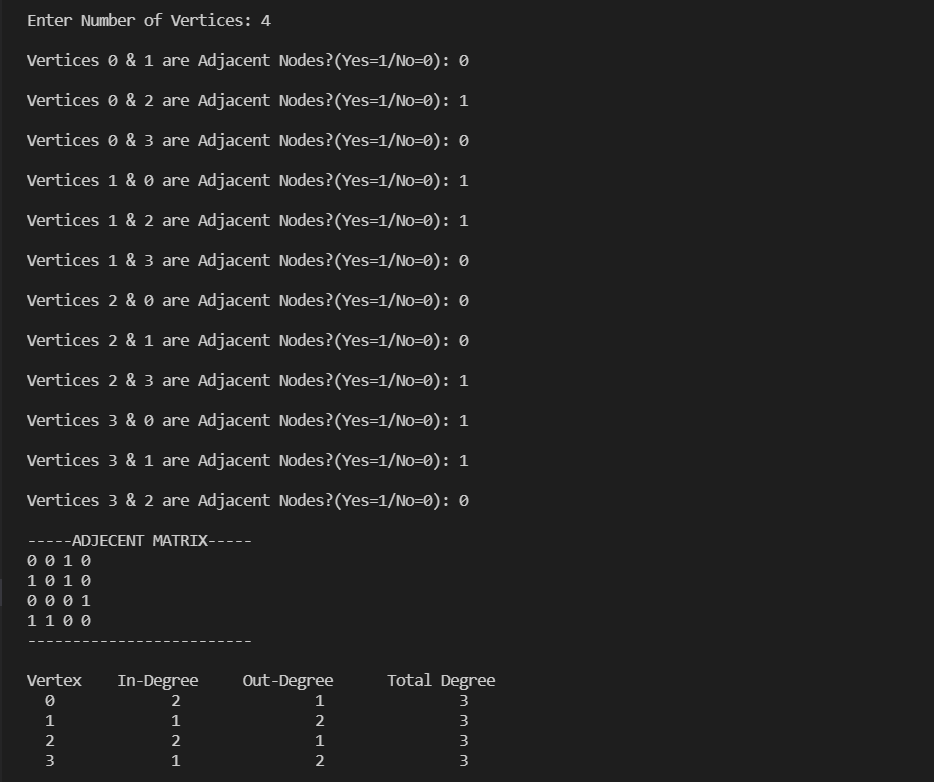 Enter Number of Vertices: 4
Vertices 0 & 1 are Adjacent Nodes?(Yes=1/No=0): 0
Vertices 0 & 2 are Adjacent Nodes?(Yes=1/No=0): 1
Vertices 0 & 3 are Adjacent Nodes?(Yes=1/No=0): 0
Vertices 1 & 0 are Adjacent Nodes?(Yes=1/No=0): 1
Vertices 1 & 2 are Adjacent Nodes?(Yes=1/No=0): 1
Vertices 1 & 3 are Adjacent Nodes?(Yes=1/No=0): 0
Vertices 2 & 0 are Adjacent Nodes?(Yes=1/No=0): 0
Vertices 2 & 1 are Adjacent Nodes?(Yes=1/No=0): 0
Vertices 2 & 3 are Adjacent Nodes?(Yes=1/No=0): 1
Vertices 3 & 0 are Adjacent Nodes?(Yes=1/No=0): 1
Vertices 3 & 1 are Adjacent Nodes?(Yes=1/No=0): 1
Vertices 3 & 2 are Adjacent Nodes?(Yes=1/No=0): 0
-----ADJECENT MATRIX-----
0 0 1 0
1 0 1 0
0 0 0 1
1 1 0 0
-------------------------
Vertex    In-Degree     Out-Degree      Total Degree
  0             2               1               3
  1             1               2               3
  2             2               1               3
  3             1               2               3